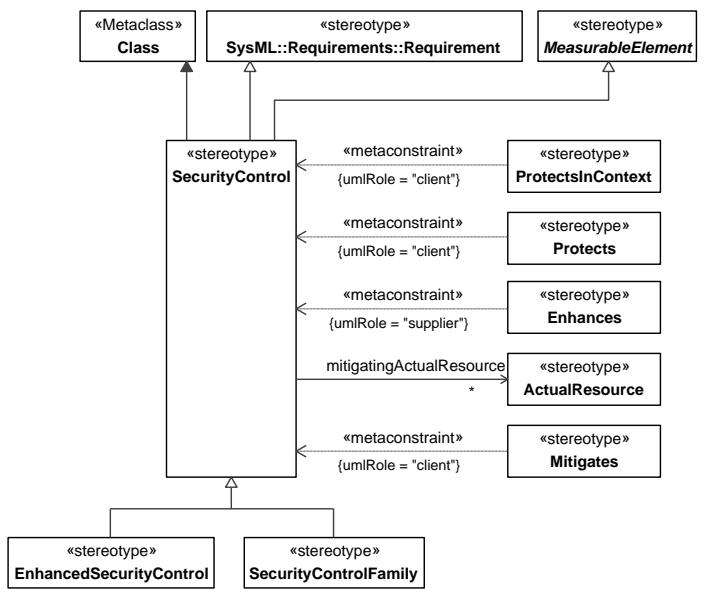 «Metaclass»
Class
«stereotype»
SysML::Requirements::Requirement
«stereotype»
MeasurableElement
«stereotype»
SecurityControl
«metaconstraint»
{umlRole = "client"}
«stereotype»
ProtectsInContext
«metaconstraint»
{umlRole = "client"}
«stereotype»
Protects
«metaconstraint»
{umlRole = "supplier"}
«stereotype»
Enhances
mitigatingActualResource
*
«stereotype»
ActualResource
«metaconstraint»
{umlRole = "client"}
«stereotype»
Mitigates
«stereotype»
EnhancedSecurityControl
«stereotype»
SecurityControlFamily